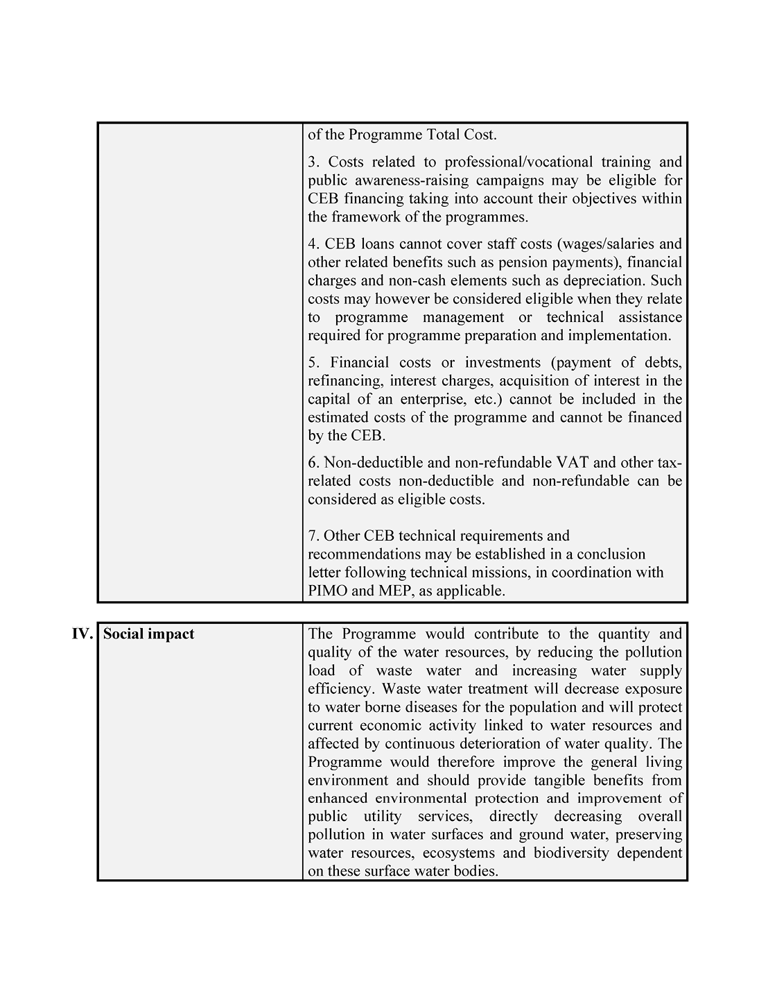 of the Programme Total Cost.
3. Costs related to professional/vocational training and
public awareness-raising campaigns may be eligible for
CEB financing taking into account their objectives within
the framework of the programmes.
4. CEB loans cannot cover staff costs (wages/salaries and
other related benefits such as pension payments), financial
charges and non-cash elements such as depreciation. Such
costs may however be considered eligible when they relate
to programme management or technical assistance
required for programme preparation and implementation.
5. Financial costs or investments (payment of debts,
refinancing, interest charges, acquisition of interest in the
capital of an enterprise, etc.) cannot be included in the
estimated costs of the programme and cannot be financed
by the CEB.
6. Non-deductible and non-refundable VAT and other tax-
related costs non-deductible and non-refundable can be
considered as eligible costs.
7. Other CEB technical requirements and
recommendations may be established in a conclusion
letter following technical missions, in coordination with
PIMO and MEP, as applicable.
IV. Social impact
The Programme would contribute to the quantity and
quality of the water resources, by reducing the pollution
load of waste water and increasing water supply
efficiency. Waste water treatment will decrease exposure
to water borne diseases for the population and will protect
current economic activity linked to water resources and
affected by continuous deterioration of water quality. The
Programme would therefore improve the general living
environment and should provide tangible benefits from
enhanced environmental protection and improvement of
public utility services, directly decreasing overall
pollution in water surfaces and ground water, preserving
water resources, ecosystems and biodiversity dependent
on these surface water bodies.